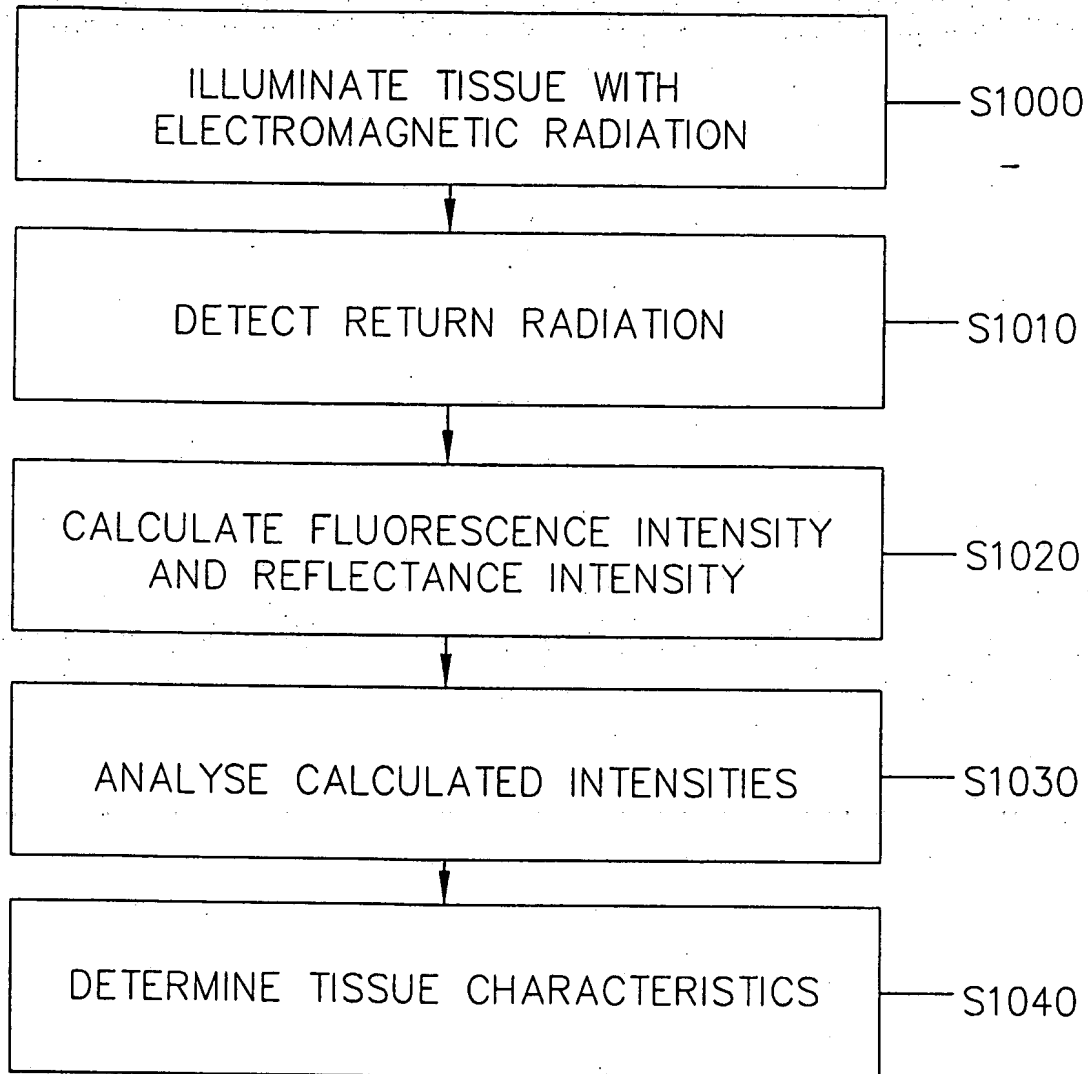 ILLUMINATE TISSUE WITH
ELECTROMAGNETIC RADIATION
S1000
DETECT RETURN RADIATION
S1010
CALCULATE FLUORESCENCE INTENSITY
AND REFLECTANCE INTENSITY
S1020
ANALYSE CALCULATED INTENSITIES
S1030
DETERMINE TISSUE CHARACTERISTICS
S1040